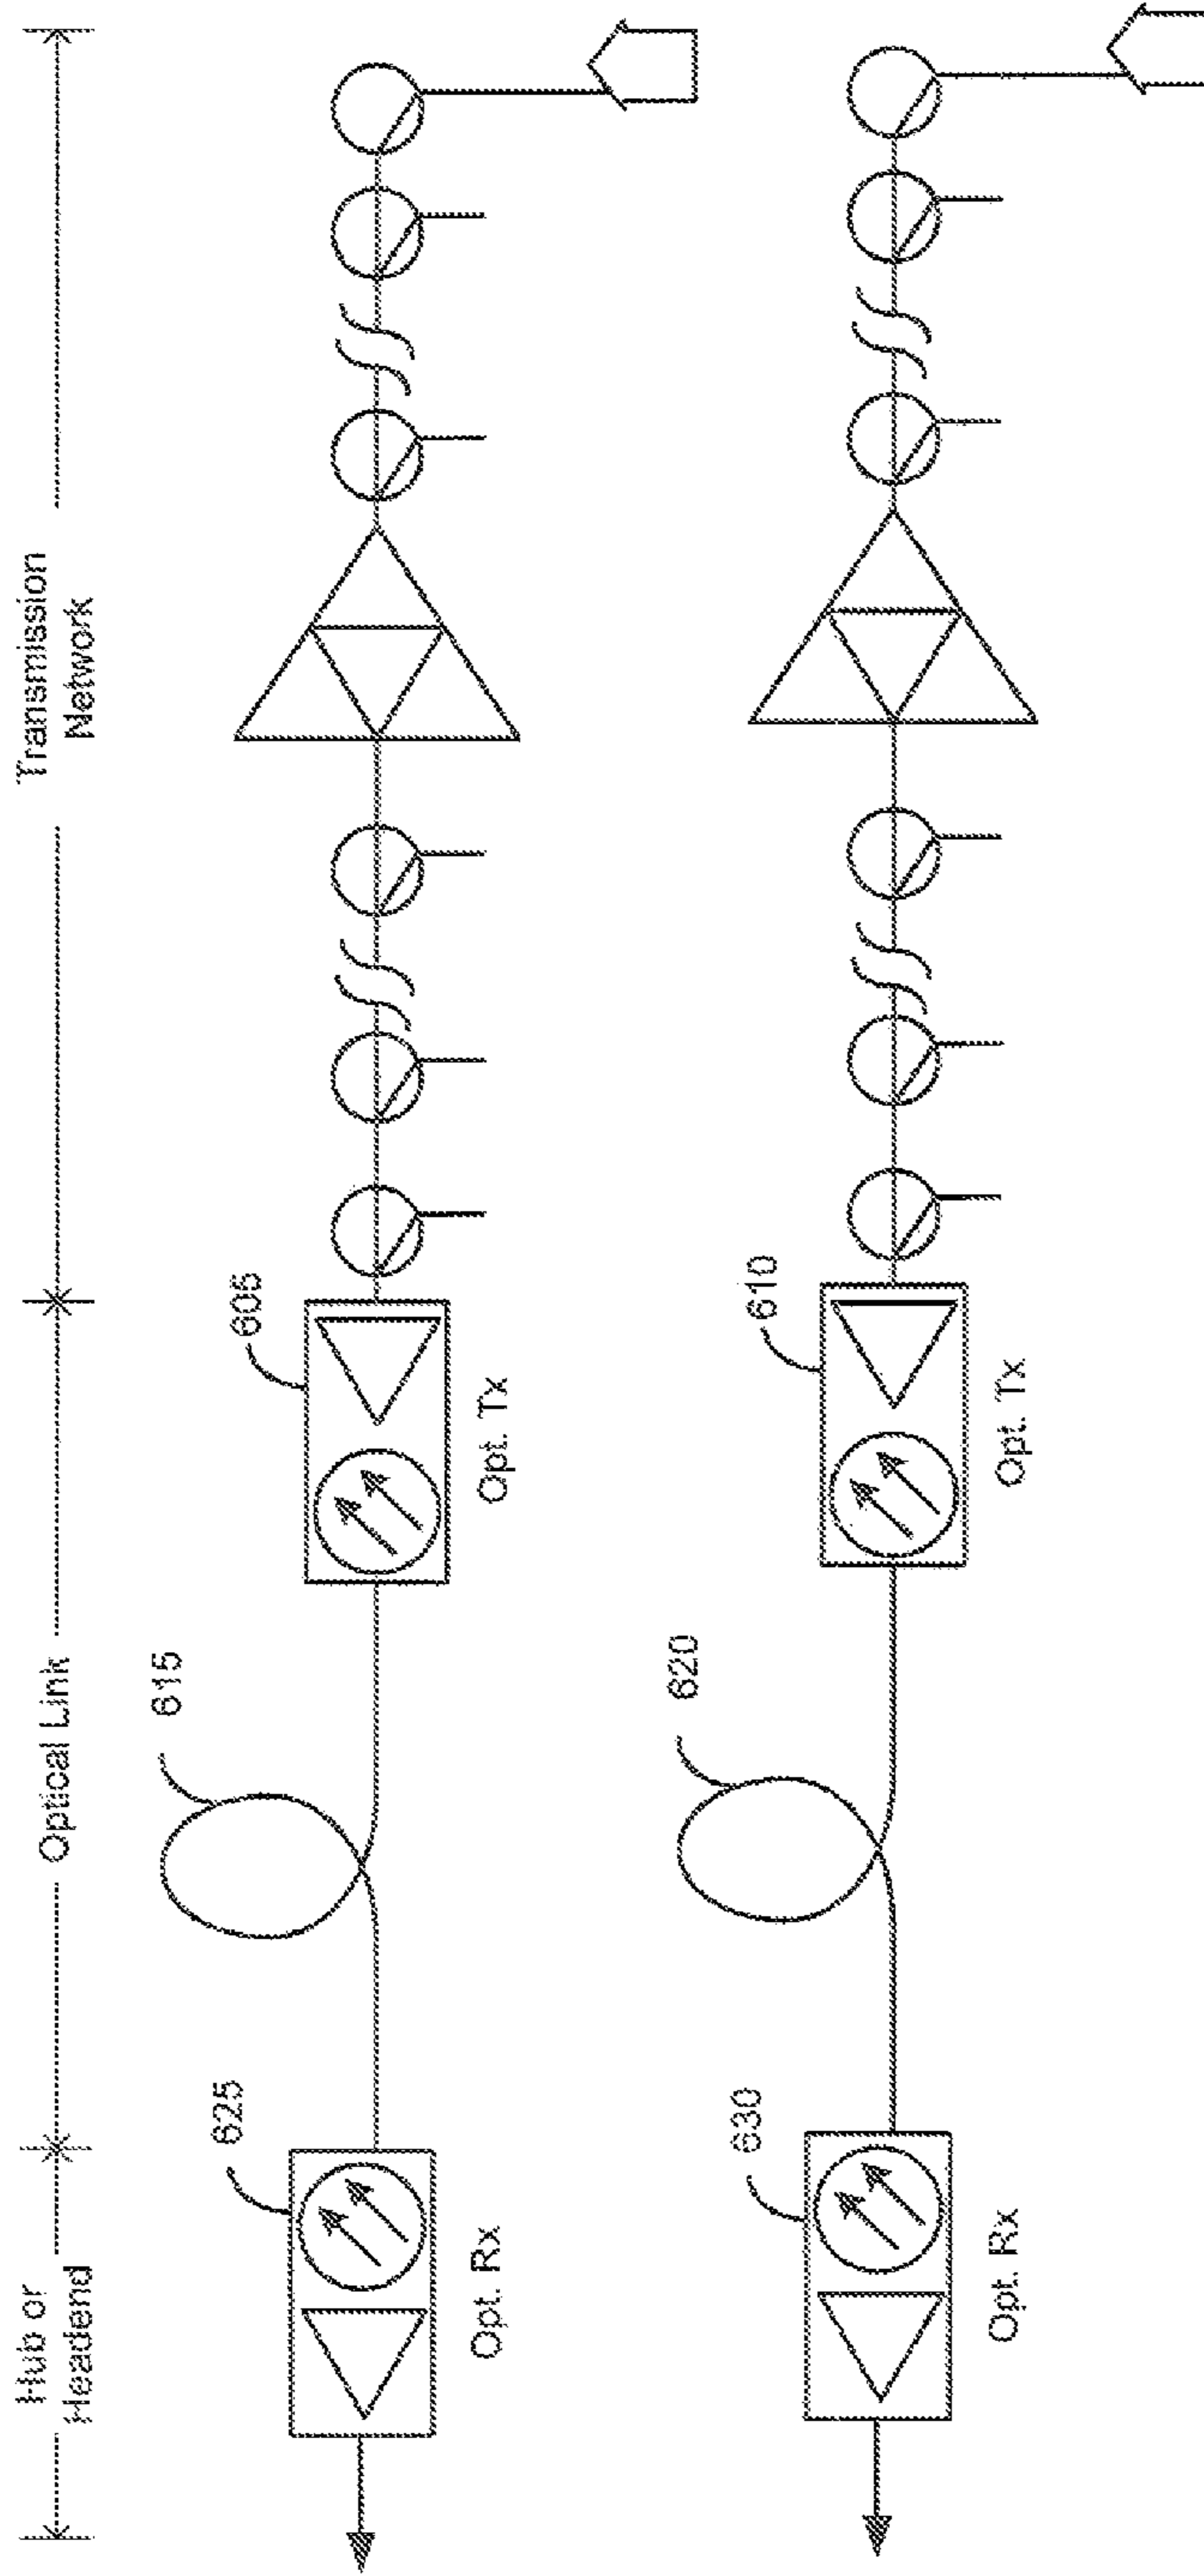 Hub or
Headend
Optical Link
Transmission
Network
625
615
605
Opt. Rx
Opt. Tx
630
620
610
Opt. Rx
Opt. Tx